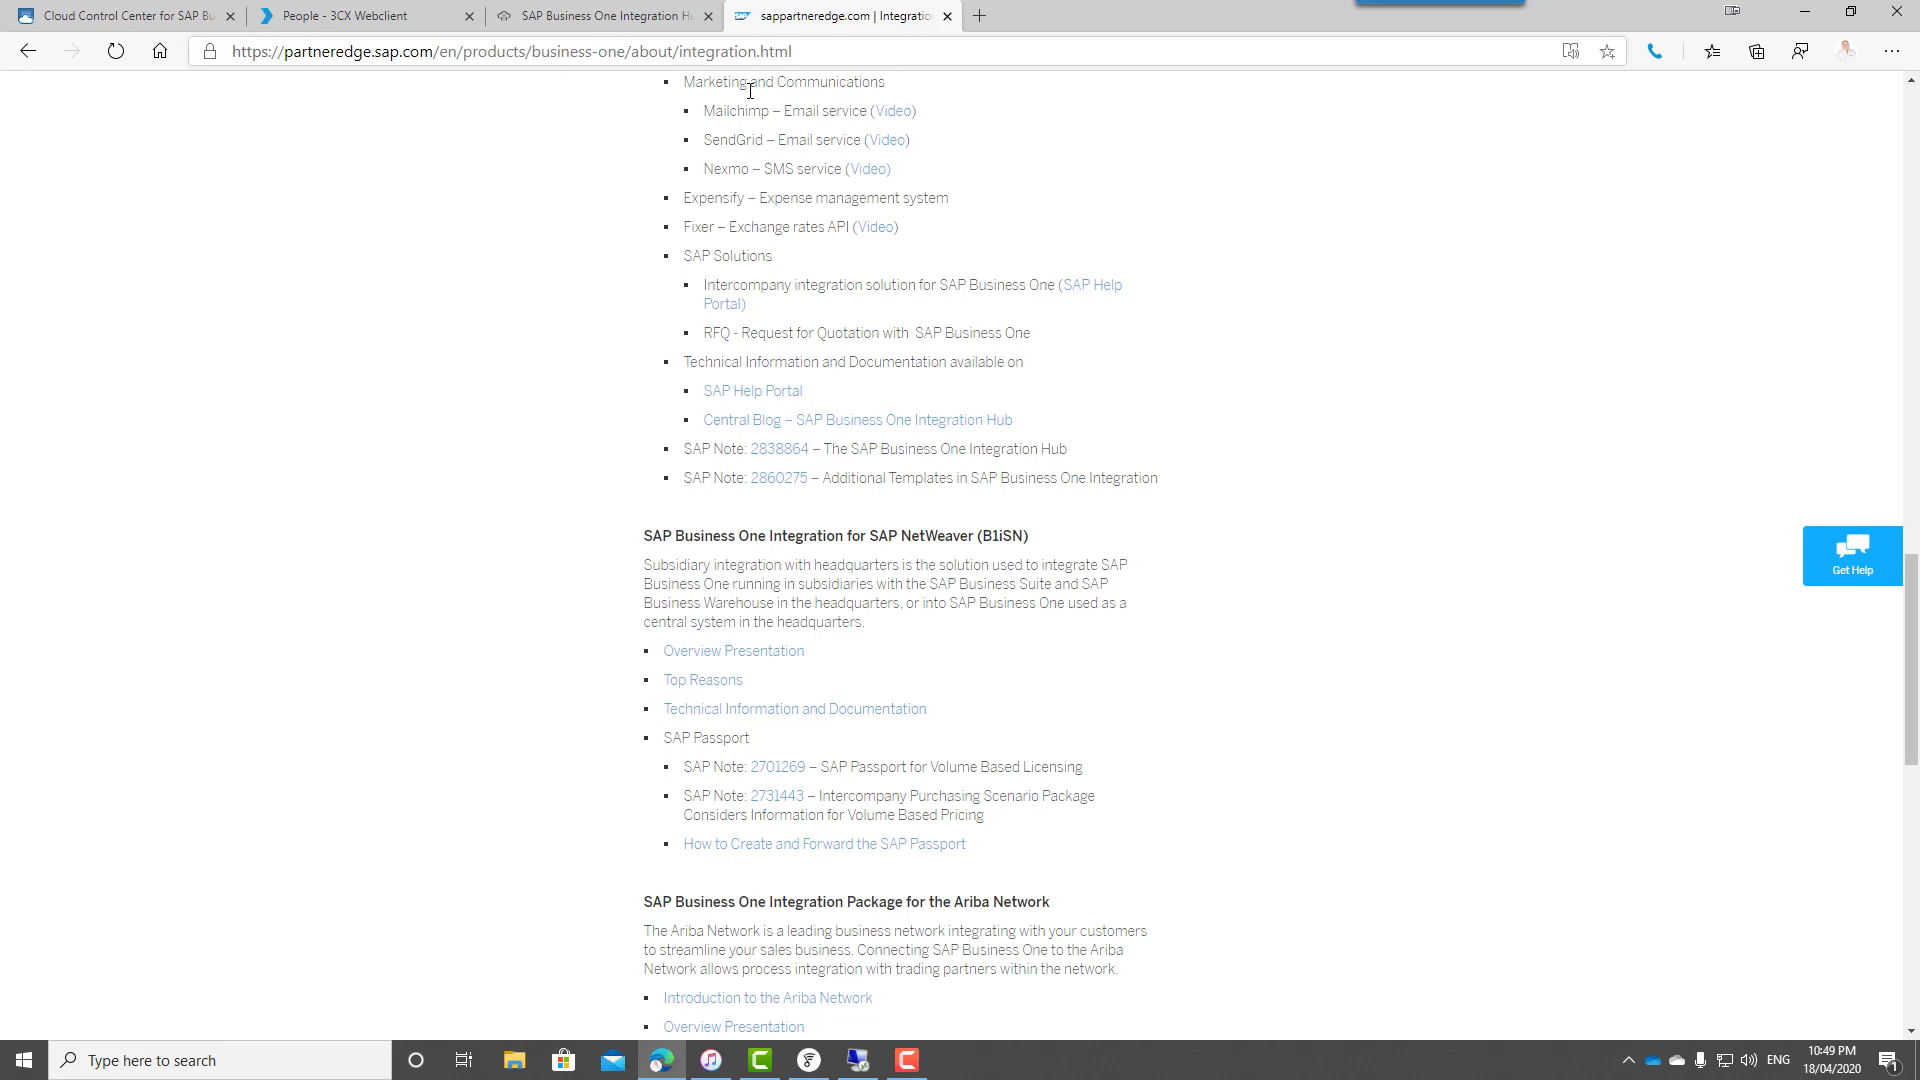 Cloud Control Center for SAP Bu
People - 3CX Webclient
SAP Business One Integration Hu
sappartneredge.com | Integratio
https://partneredge.sap.com/en/products/business-one/about/integration.html
Marketing and Communications
Mailchimp – Email service (Video)
SendGrid – Email service (Video)
Nexmo – SMS service (Video)
Expensify – Expense management system
Fixer – Exchange rates API (Video)
SAP Solutions
Intercompany integration solution for SAP Business One (SAP Help
Portal)
RFQ - Request for Quotation with SAP Business One
Technical Information and Documentation available on
SAP Help Portal
Central Blog – SAP Business One Integration Hub
SAP Note: 2838864 – The SAP Business One Integration Hub
SAP Note: 2860275 – Additional Templates in SAP Business One Integration
SAP Business One Integration for SAP NetWeaver (B1iSN)
Subsidiary integration with headquarters is the solution used to integrate SAP
Business One running in subsidiaries with the SAP Business Suite and SAP
Business Warehouse in the headquarters, or into SAP Business One used as a
central system in the headquarters.
Overview Presentation
Top Reasons
Technical Information and Documentation
SAP Passport
SAP Note: 2701269 – SAP Passport for Volume Based Licensing
SAP Note: 2731443 – Intercompany Purchasing Scenario Package
Considers Information for Volume Based Pricing
How to Create and Forward the SAP Passport
SAP Business One Integration Package for the Ariba Network
The Ariba Network is a leading business network integrating with your customers
to streamline your sales business. Connecting SAP Business One to the Ariba
Network allows process integration with trading partners within the network.
Introduction to the Ariba Network
Overview Presentation
Get Help
Type here to search
ENG
10:49 PM
18/04/2020
1